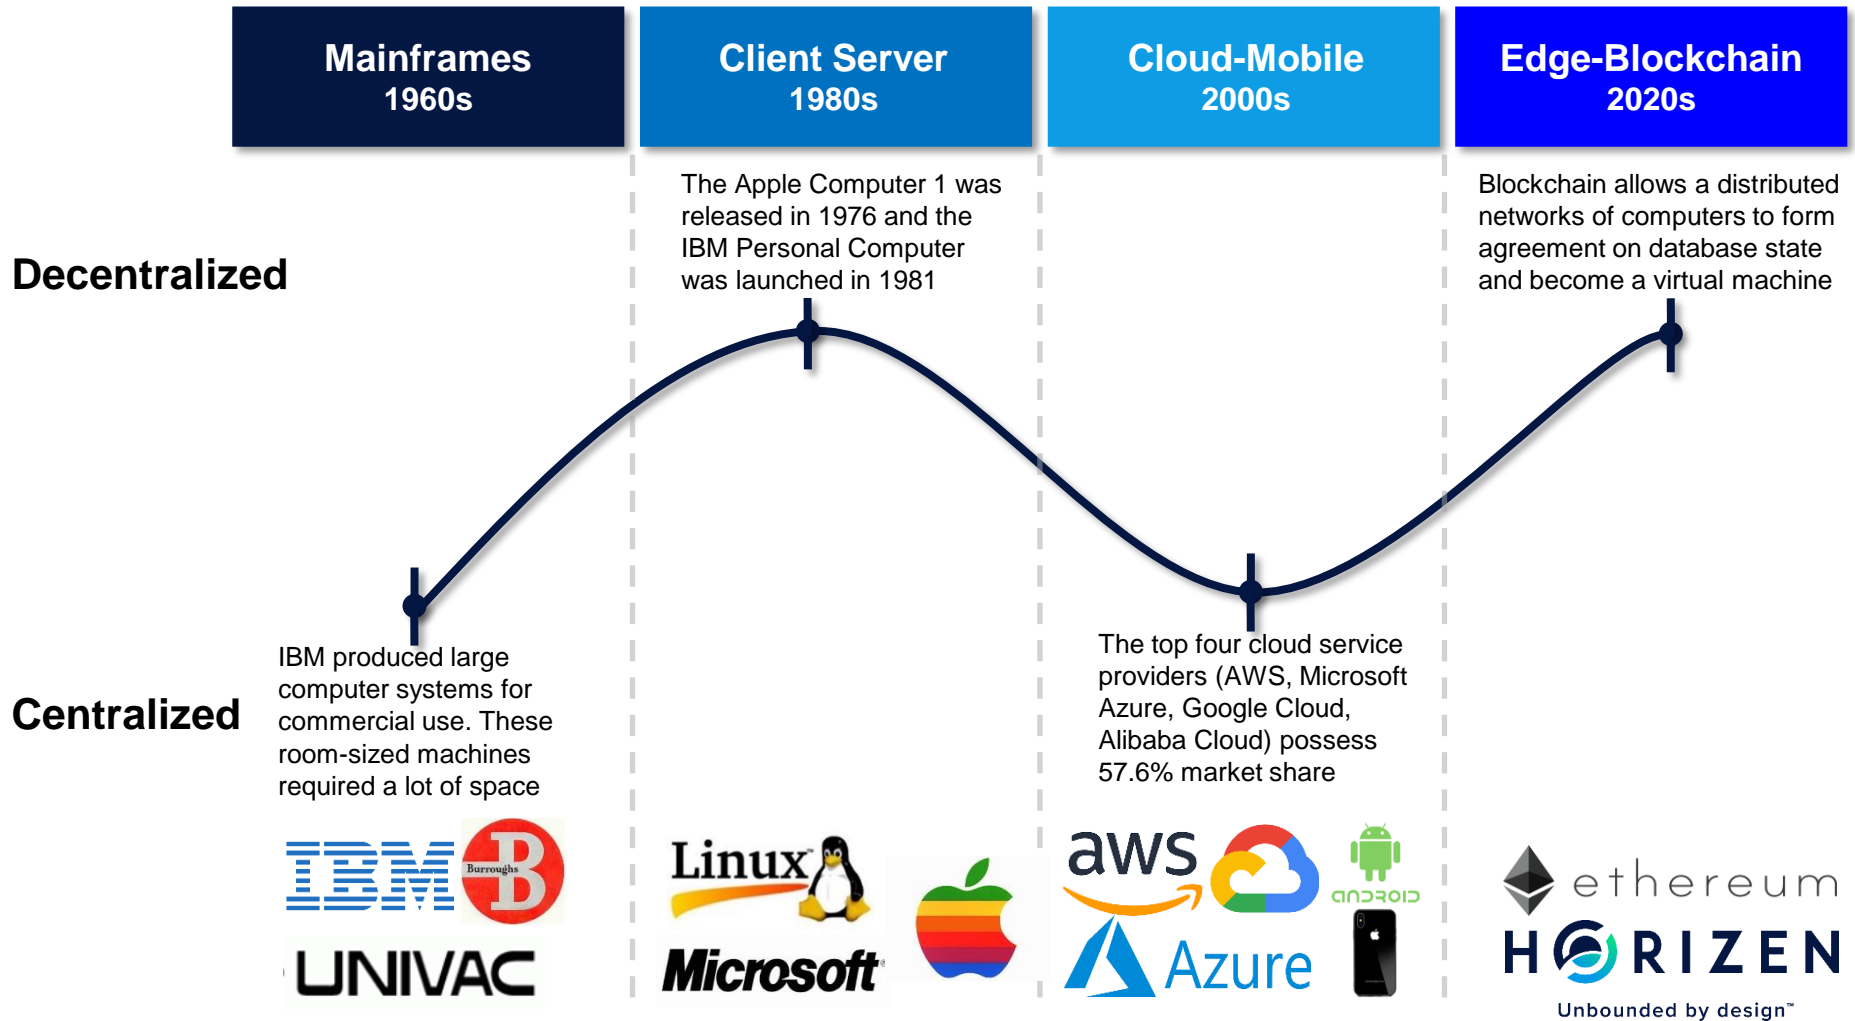 Mainframes
1960s
Client Server
1980s
Cloud-Mobile
2000s
Edge-Blockchain
2020s
Decentralized
The Apple Computer 1 was
released in 1976 and the
IBM Personal Computer
was launched in 1981
Blockchain allows a distributed
networks of computers to form
agreement on database state
and become a virtual machine
Centralized
IBM produced large
computer systems for
commercial use. These
room-sized machines
required a lot of space
The top four cloud service
providers (AWS, Microsoft
Azure, Google Cloud,
Alibaba Cloud) possess
57.6% market share
IBM
B
Burroughs
UNIVAC
Linux™
Microsoft
aws
ANDROID
Azure
ethereum
HORIZEN
Unbounded by design™